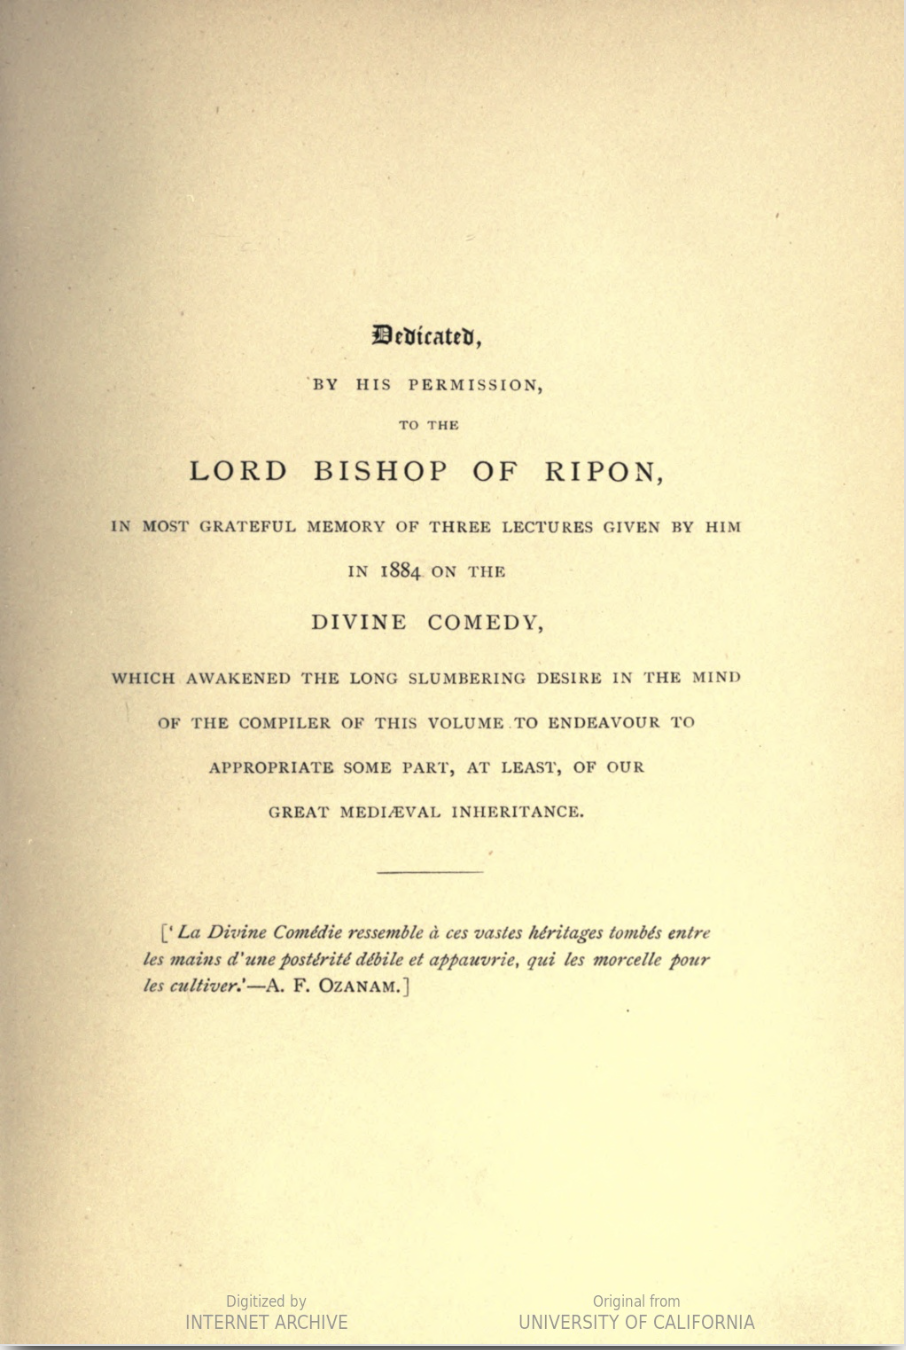 Dedicated,
BY HIS PERMISSION,
TO THE
LORD BISHOP OF RIPON,
IN MOST GRATEFUL MEMORY OF THREE LECTURES GIVEN BY HIM
IN 1884 ON THE
DIVINE COMEDY,
WHICH AWAKENED THE LONG SLUMBERING DESIRE IN THE MIND
OF THE COMPILER OF THIS VOLUME TO ENDEAVOUR TO
APPROPRIATE SOME PART, AT LEAST, OF OUR
GREAT MEDIÆVAL INHERITANCE.
['La Divine Comédie ressemble à ces vastes héritages tombés entre
les mains d'une postérité débile et appauvrie, qui les morcelle pour
les cultiver.'—A. F. OZANAM.]
Digitized by
INTERNET ARCHIVE
Original from
UNIVERSITY OF CALIFORNIA